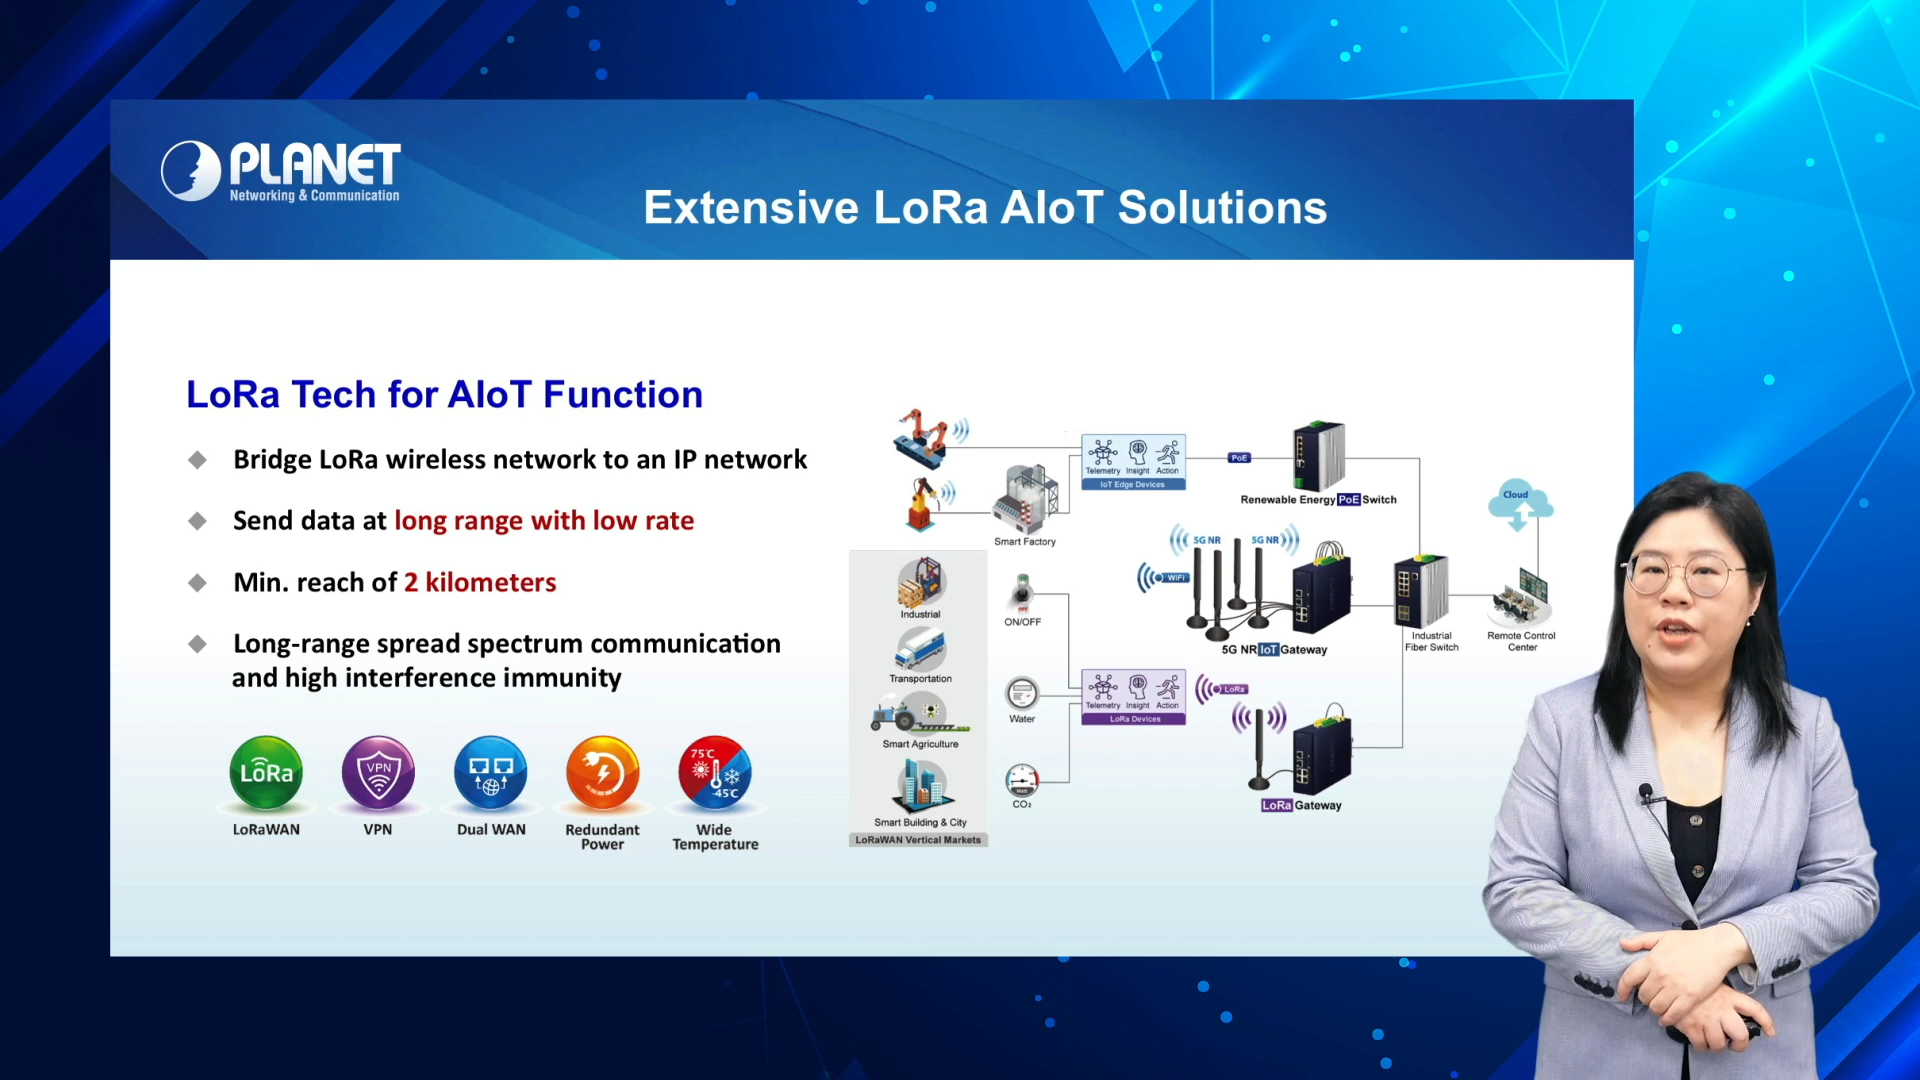 PLANET
Networking & Communication
Extensive LoRa AIoT Solutions
LoRa Tech for AIoT Function
Bridge LoRa wireless network to an IP network
Send data at long range with low rate
Min. reach of 2 kilometers
Long-range spread spectrum communication
and high interference immunity
LoRa
LoRaWAN
VPN
VPN
Dual WAN
Redundant
Power
75°C
-45°C
Wide
Temperature
Smart Factory
Telemetry Insight Action
IoT Edge Devices
PoE
Renewable Energy PoE Switch
Cloud
5G NR
5G NR
WiFi
5G NR IoT Gateway
Industrial
Fiber Switch
Remote Control
Center
Industrial
Transportation
Smart Agriculture
Smart Building & City
LoRaWAN Vertical Markets
OFF
ON/OFF
Water
CO₂
Telemetry Insight Action
LoRa Devices
LoRa
LoRa Gateway